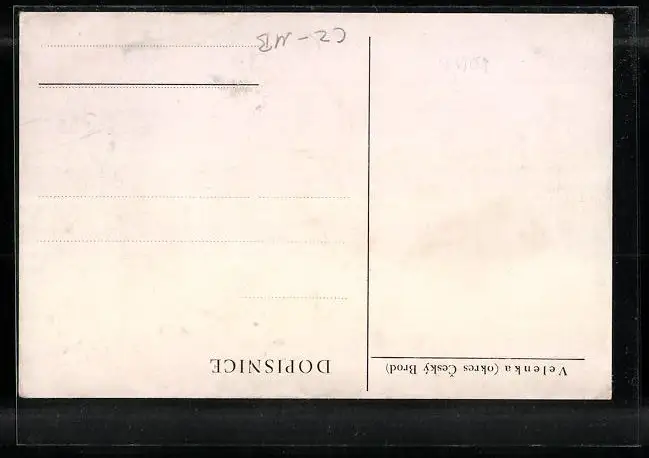 Velenka (okres Český Brod)
DOPISNICE
CZ-MB